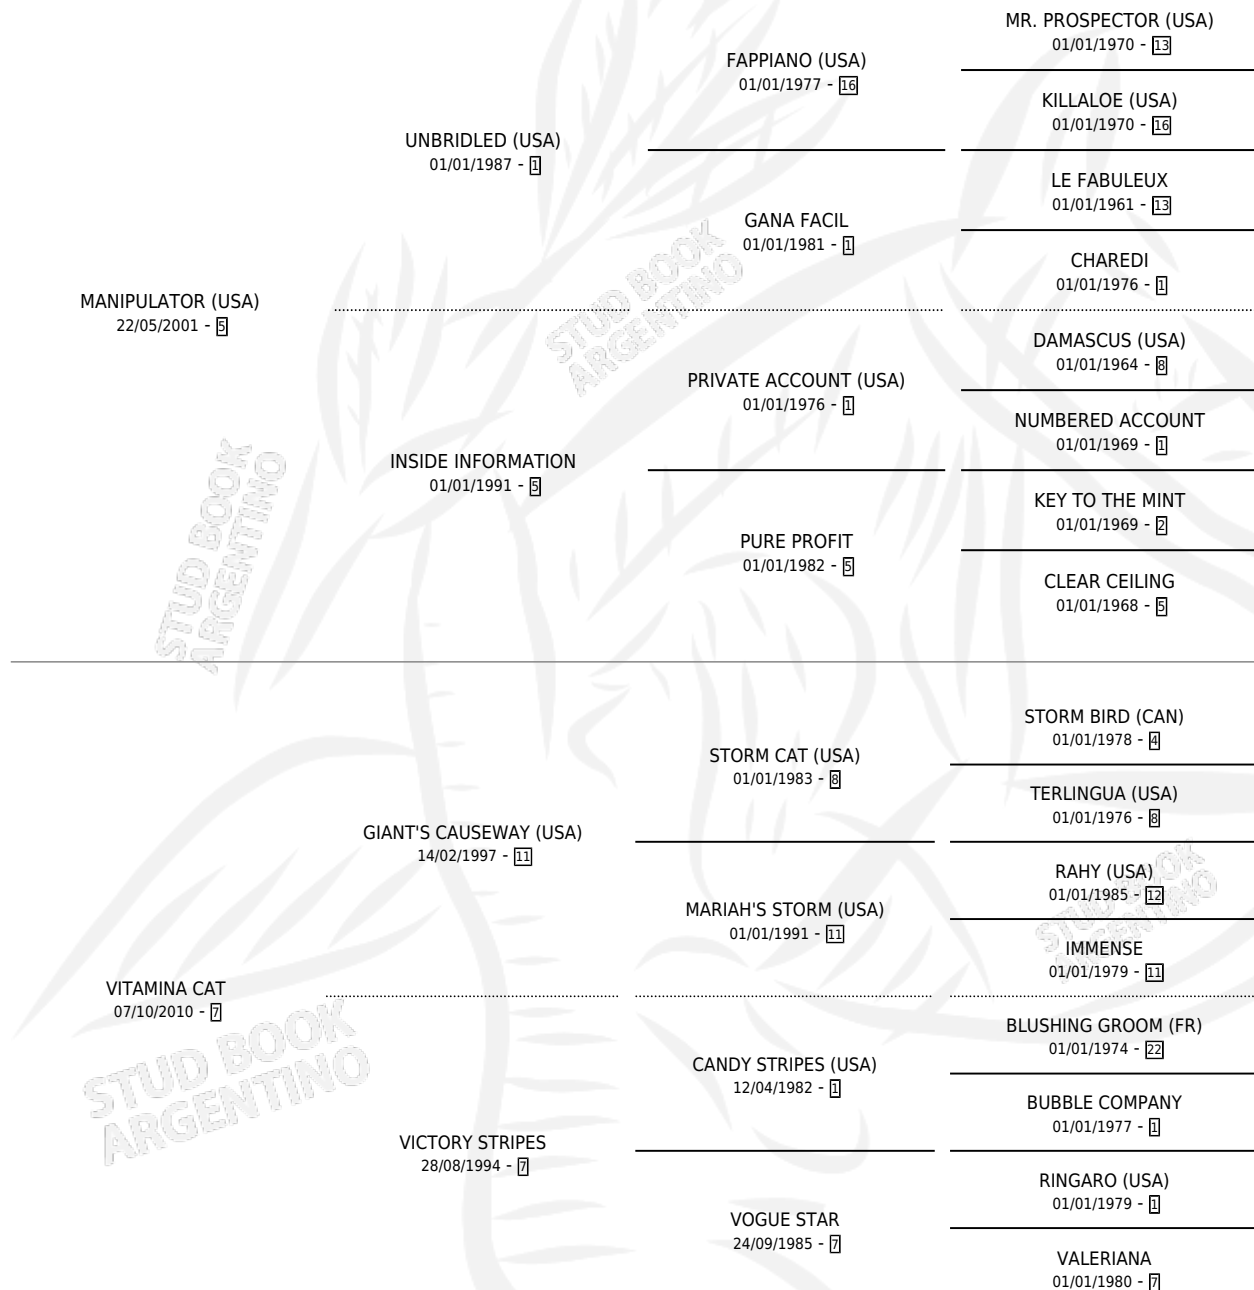 MR. PROSPECTOR (USA)
01/01/1970 - 13
FAPPIANO (USA)
01/01/1977 - 16
KILLALOE (USA)
01/01/1970 - 16
UNBRIDLED (USA)
01/01/1987 - 1
LE FABULEUX
01/01/1961 - 13
GANA FACIL
01/01/1981 - 1
CHAREDI
01/01/1976 - 1
MANIPULATOR (USA)
22/05/2001 - 5
DAMASCUS (USA)
01/01/1964 - 8
PRIVATE ACCOUNT (USA)
01/01/1976 - 1
NUMBERED ACCOUNT
01/01/1969 - 1
INSIDE INFORMATION
01/01/1991 - 5
KEY TO THE MINT
01/01/1969 - 2
PURE PROFIT
01/01/1982 - 5
CLEAR CEILING
01/01/1968 - 5
STUD BOOK
ARGENTINO
STUD BOOK
ARGENTINO
STORM BIRD (CAN)
01/01/1978 - 4
STORM CAT (USA)
01/01/1983 - 8
TERLINGUA (USA)
01/01/1976 - 8
GIANT'S CAUSEWAY (USA)
14/02/1997 - 11
RAHY (USA)
01/01/1985 - 12
MARIAH'S STORM (USA)
01/01/1991 - 11
IMMENSE
01/01/1979 - 11
VITAMINA CAT
07/10/2010 - 7
BLUSHING GROOM (FR)
01/01/1974 - 22
CANDY STRIPES (USA)
12/04/1982 - 1
BUBBLE COMPANY
01/01/1977 - 1
VICTORY STRIPES
28/08/1994 - 7
RINGARO (USA)
01/01/1979 - 1
VOGUE STAR
24/09/1985 - 7
VALERIANA
01/01/1980 - 7
STUD BOOK
ARGENTINO
STUD BOOK
ARGENTINO